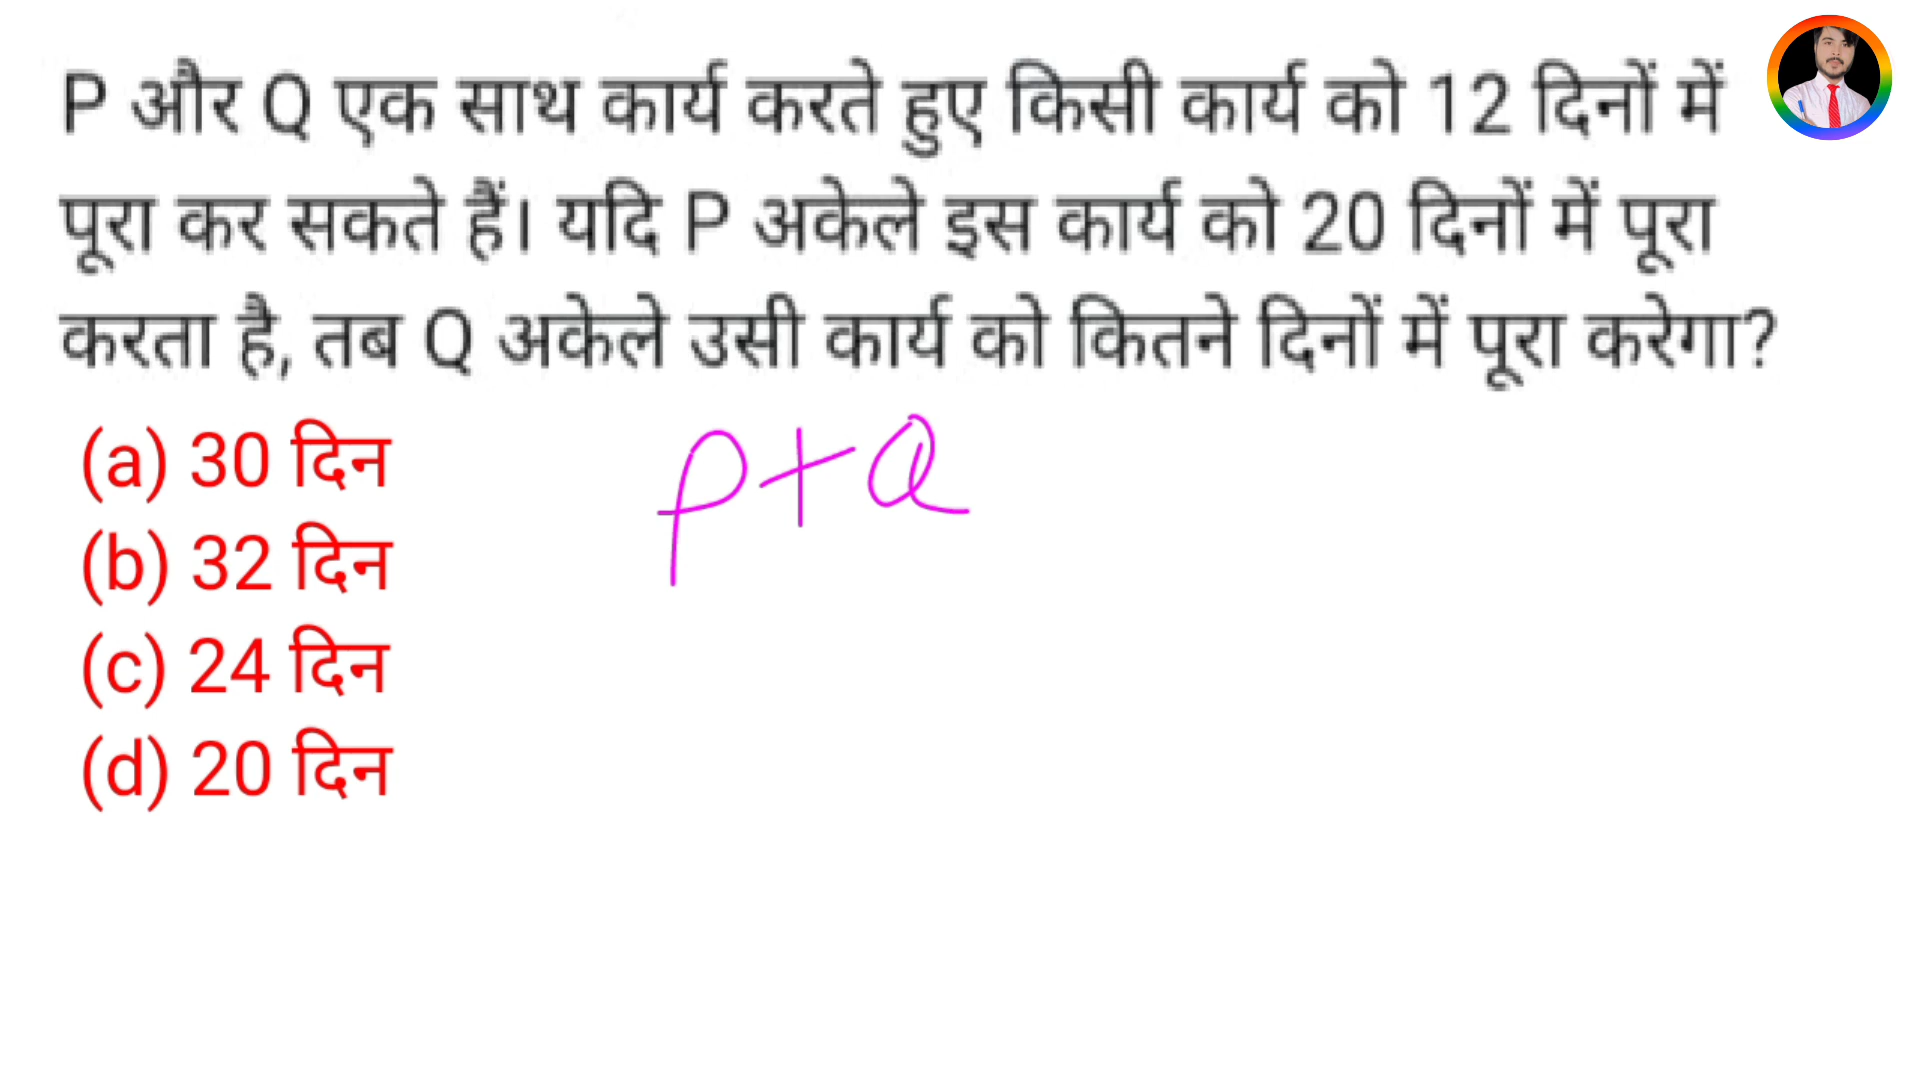 P और Q एक साथ कार्य करते हुए किसी कार्य को 12 दिनों में
पूरा कर सकते हैं। यदि P अकेले इस कार्य को 20 दिनों में पूरा
करता है, तब Q अकेले उसी कार्य को कितने दिनों में पूरा करेगा?
(a) 30 दिन
P+Q
(b) 32 दिन
(c) 24 दिन
(d) 20 दिन